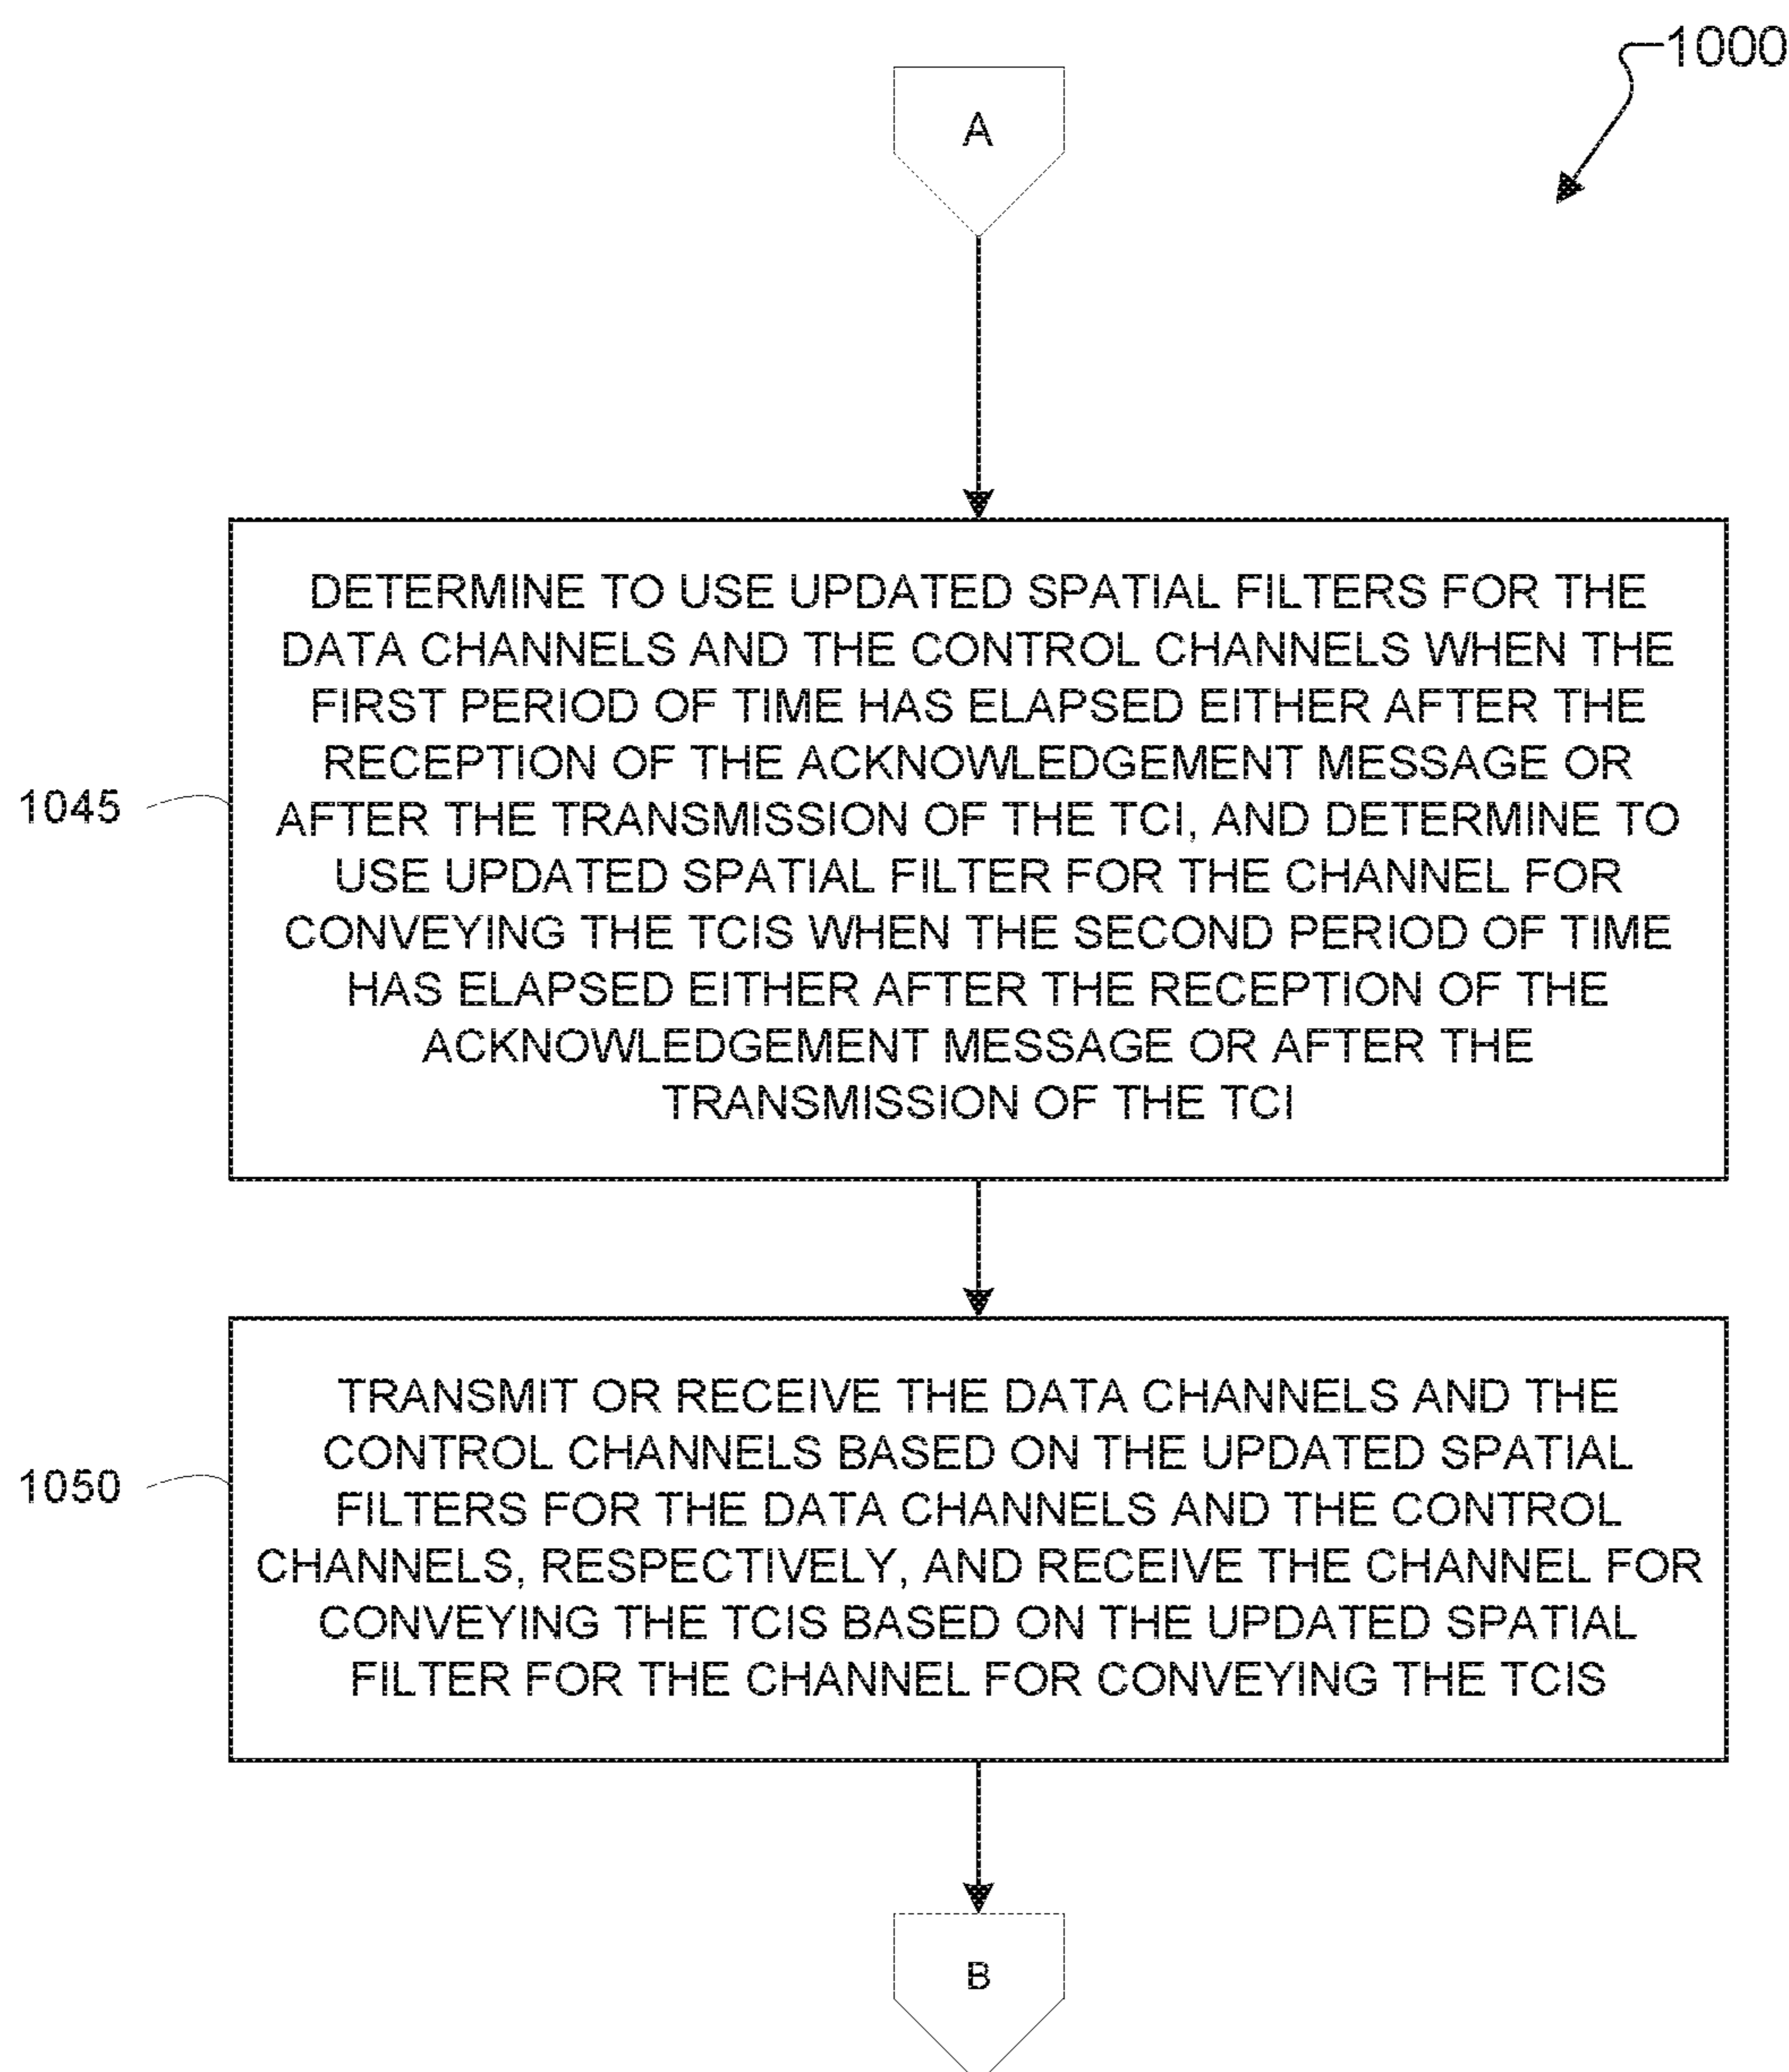 1000
A
1045
DETERMINE TO USE UPDATED SPATIAL FILTERS FOR THE
DATA CHANNELS AND THE CONTROL CHANNELS WHEN THE
FIRST PERIOD OF TIME HAS ELAPSED EITHER AFTER THE
RECEPTION OF THE ACKNOWLEDGEMENT MESSAGE OR
AFTER THE TRANSMISSION OF THE TCI, AND DETERMINE TO
USE UPDATED SPATIAL FILTER FOR THE CHANNEL FOR
CONVEYING THE TCIS WHEN THE SECOND PERIOD OF TIME
HAS ELAPSED EITHER AFTER THE RECEPTION OF THE
ACKNOWLEDGEMENT MESSAGE OR AFTER THE
TRANSMISSION OF THE TCI
1050
TRANSMIT OR RECEIVE THE DATA CHANNELS AND THE
CONTROL CHANNELS BASED ON THE UPDATED SPATIAL
FILTERS FOR THE DATA CHANNELS AND THE CONTROL
CHANNELS, RESPECTIVELY, AND RECEIVE THE CHANNEL FOR
CONVEYING THE TCIS BASED ON THE UPDATED SPATIAL
FILTER FOR THE CHANNEL FOR CONVEYING THE TCIS
B